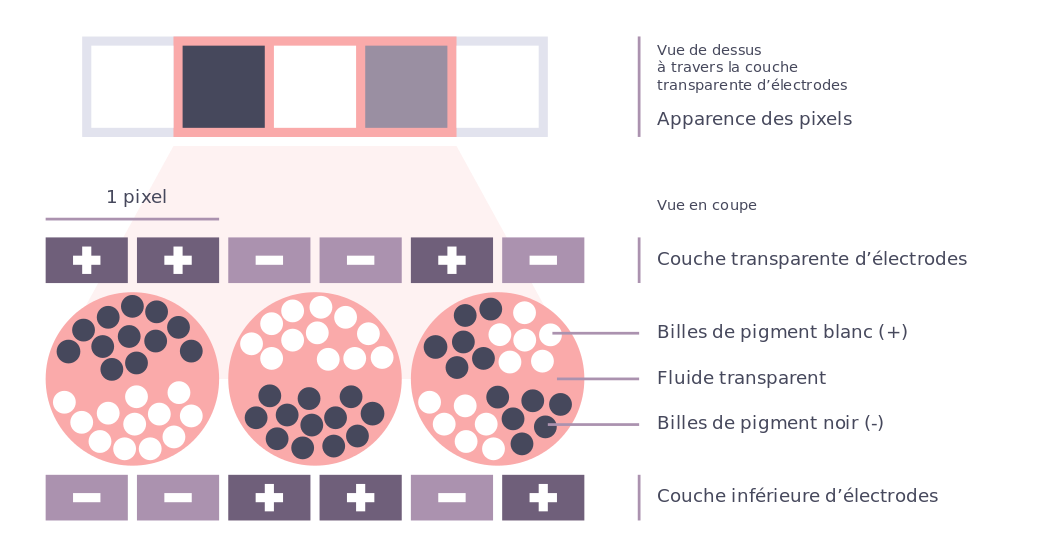 Vue de dessus
à travers la couche
transparente d’électrodes
Apparence des pixels
1 pixel
Vue en coupe
+ + − − + −
Couche transparente d’électrodes
Billes de pigment blanc (+)
Fluide transparent
Billes de pigment noir (-)
− − + + − +
Couche inférieure d’électrodes